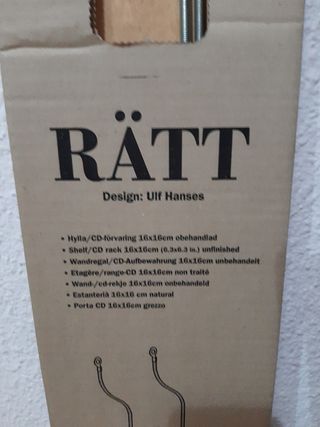 RÄTT
Design: Ulf Hanses
• Hylla/CD-förvaring 16x16cm obehandlad
• Shelf/CD rack 16x16cm (6.3x6.3 in.) unfinished
• Wandregal/CD-Aufbewahrung 16x16cm unbehandelt
• Etagère/range-CD 16x16cm non traité
• Wand-/cd-rekje 16x16cm onbehandeld
• Estantería 16x16 cm natural
• Porta CD 16x16cm grezzo